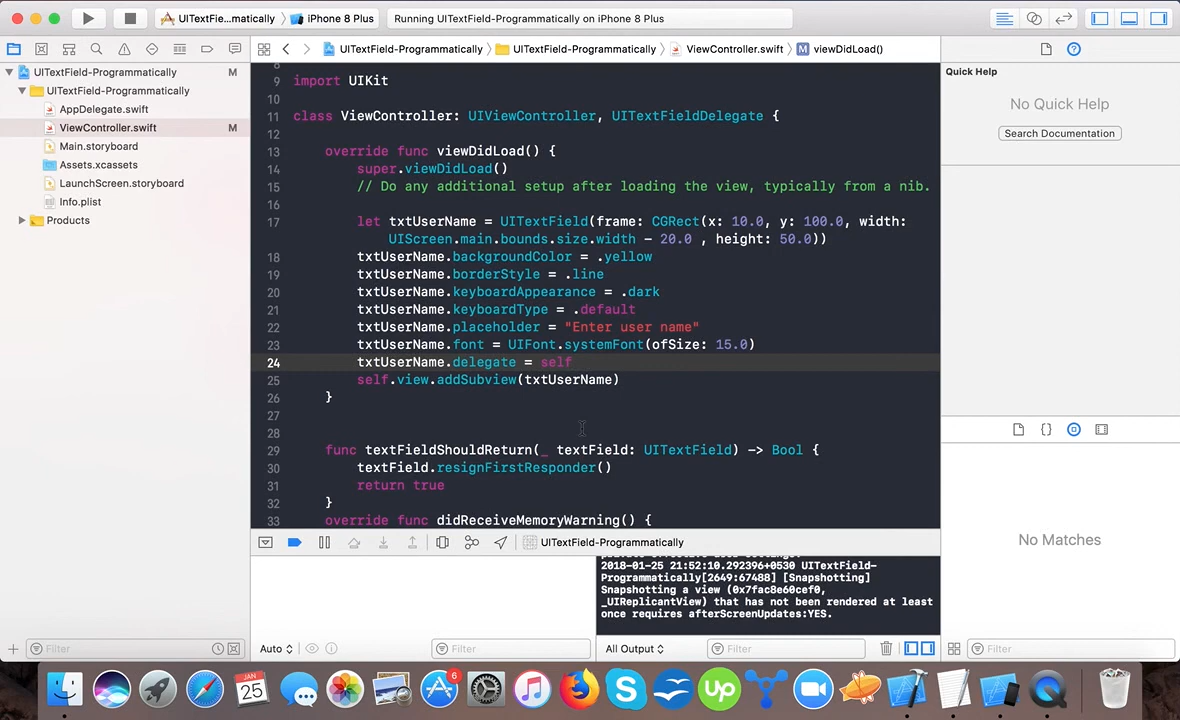 UITextFie...matically
iPhone 8 Plus
Running UITextField-Programmatically on iPhone 8 Plus
UITextField-Programmatically
UITextField-Programmatically
ViewController.swift
M viewDidLoad()
Quick Help
No Quick Help
Search Documentation
UITextField-Programmatically M
UITextField-Programmatically
AppDelegate.swift
ViewController.swift M
Main.storyboard
Assets.xcassets
LaunchScreen.storyboard
Info.plist
Products
8
9 import UIKit
10
11 class ViewController: UIViewController, UITextFieldDelegate {
12
13 override func viewDidLoad() {
14 super.viewDidLoad()
15 // Do any additional setup after loading the view, typically from a nib.
16
17 let txtUserName = UITextField(frame: CGRect(x: 10.0, y: 100.0, width:
UIScreen.main.bounds.size.width - 20.0 , height: 50.0))
18 txtUserName.backgroundColor = .yellow
19 txtUserName.borderStyle = .line
20 txtUserName.keyboardAppearance = .dark
21 txtUserName.keyboardType = .default
22 txtUserName.placeholder = "Enter user name"
23 txtUserName.font = UIFont.systemFont(ofSize: 15.0)
24 txtUserName.delegate = self
25 self.view.addSubview(txtUserName)
26 }
27
28
29 func textFieldShouldReturn(_ textField: UITextField) -> Bool {
30 textField.resignFirstResponder()
31 return true
32 }
33 override func didReceiveMemoryWarning() {
UITextField-Programmatically
2018-01-25 21:52:10.292396+0530 UITextField-
Programmatically[2649:67488] [Snapshotting]
Snapshotting a view (0x7fac8e60cef0,
_UIReplicantView) that has not been rendered at least
once requires afterScreenUpdates:YES.
No Matches
Filter
Auto
Filter
All Output
Filter
Filter
JAN
25
6
Up